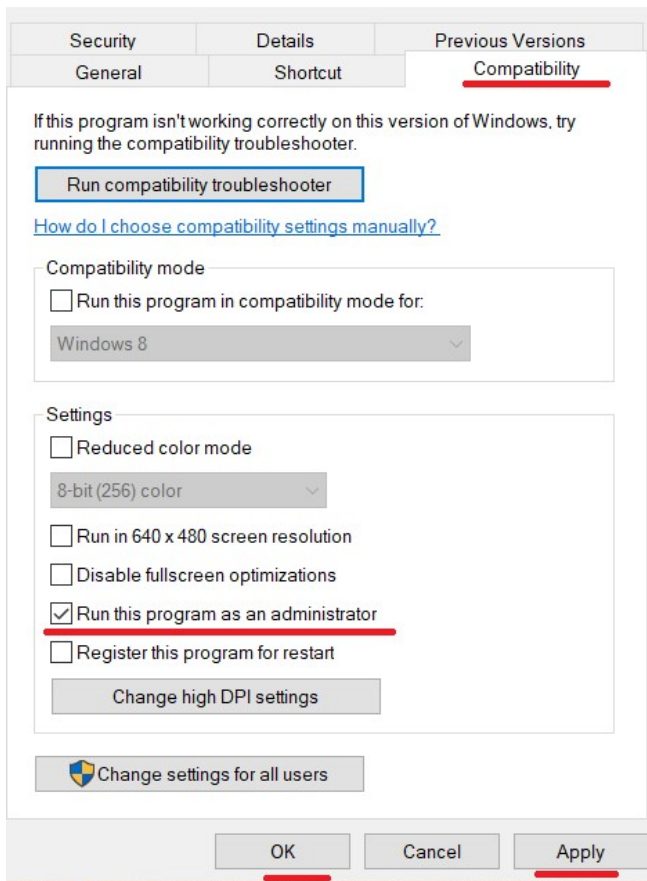 Security Details Previous Versions
General Shortcut Compatibility
If this program isn't working correctly on this version of Windows, try
running the compatibility troubleshooter.
Run compatibility troubleshooter
How do I choose compatibility settings manually?
Compatibility mode
Run this program in compatibility mode for:
Windows 8
Settings
Reduced color mode
8-bit (256) color
Run in 640 x 480 screen resolution
Disable fullscreen optimizations
Run this program as an administrator
Register this program for restart
Change high DPI settings
Change settings for all users
OK Cancel Apply